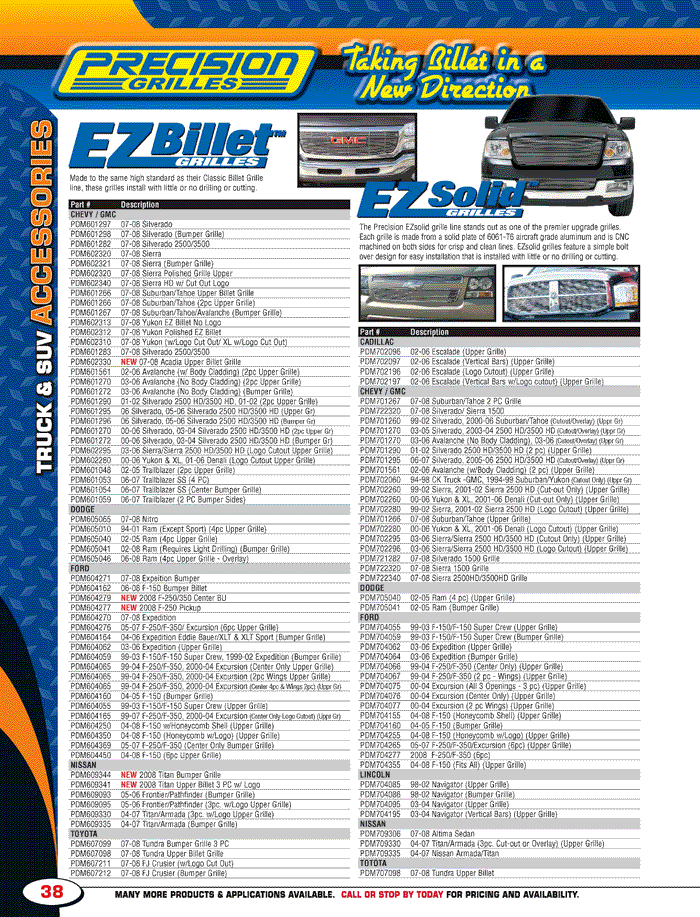 PRECISION
GRILLES
Taking Billet in a
New Direction
TRUCK & SUV ACCESSORIES
EZBillet™
GRILLES
Made to the same high standard as their Classic Billet Grille
line, these grilles install with little or no drilling or cutting.
GMC
Part # Description
CHEVY / GMC
PDM601297 07-08 Silverado
PDM601298 07-08 Silverado (Bumper Grille)
PDM601282 07-08 Silverado 2500/3500
PDM602320 07-08 Sierra
PDM602321 07-08 Sierra (Bumper Grille)
PDM602320 07-08 Sierra Polished Grille Upper
PDM602340 07-08 Sierra HD w/ Cut Out Logo
PDM601266 07-08 Suburban/Tahoe Upper Billet Grille
PDM601266 07-08 Suburban/Tahoe (2pc Upper Grille)
PDM601267 07-08 Suburban/Tahoe/Avalanche (Bumper Grille)
PDM602313 07-08 Yukon EZ Billet No Logo
PDM602312 07-08 Yukon Polished EZ Billet
PDM602310 07-08 Yukon (w/Logo Cut Out/ XL w/Logo Cut Out)
PDM601283 07-08 Silverado 2500/3500
PDM602330 NEW 07-08 Acadia Upper Billet Grille
PDM601561 02-06 Avalanche (w/ Body Cladding) (2pc Upper Grille)
PDM601270 03-06 Avalanche (No Body Cladding) (2pc Upper Grille)
PDM601272 03-06 Avalanche (No Body Cladding) (Bumper Grille)
PDM601290 01-02 Silverado 2500 HD/3500 HD, 01-02 (2pc Upper Grille)
PDM601295 06 Silverado, 05-06 Silverado 2500 HD/3500 HD (Upper Gr)
PDM601296 06 Silverado, 05-06 Silverado 2500 HD/3500 HD (Bumper Gr)
PDM601270 00-06 Silverado, 03-04 Silverado 2500 HD/3500 HD (2pc Upper Gr)
PDM601272 00-06 Silverado, 03-04 Silverado 2500 HD/3500 HD (Bumper Gr)
PDM602295 03-06 Sierra/Sierra 2500 HD/3500 HD (Logo Cutout Upper Grille)
PDM602280 00-06 Yukon & XL, 01-06 Denali (Logo Cutout Upper Grille)
PDM601048 02-05 Trailblazer (2pc Upper Grille)
PDM601053 06-07 Trailblazer SS (4 PC)
PDM601054 06-07 Trailblazer SS (Center Bumper Grille)
PDM601059 06-07 Trailblazer (2 PC Bumper Sides)
DODGE
PDM605065 07-08 Nitro
PDM605010 94-01 Ram (Except Sport) (4pc Upper Grille)
PDM605040 02-05 Ram (4pc Upper Grille)
PDM605041 02-08 Ram (Requires Light Drilling) (Bumper Grille)
PDM605046 06-08 Ram (4pc Upper Grille - Overlay)
FORD
PDM604271 07-08 Expeition Bumper
PDM604162 06-08 F-150 Bumper Billet
PDM604279 NEW 2008 F-250/350 Center BU
PDM604277 NEW 2008 F-250 Pickup
PDM604270 07-08 Expedition
PDM604276 05-07 F-250/F-350/ Excursion (6pc Upper Grille)
PDM604164 04-06 Expedition Eddie Bauer/XLT & XLT Sport (Bumper Grille)
PDM604062 03-06 Expedition (Upper Grille)
PDM604059 99-03 F-150/F-150 Super Crew, 1999-02 Expedition (Bumper Grille)
PDM604065 99-04 F-250/F-350, 2000-04 Excursion (Center Only Upper Grille)
PDM604065 99-04 F-250/F-350, 2000-04 Excursion (2pc Wings Upper Grille)
PDM604065 99-04 F-250/F-350, 2000-04 Excursion (Center 4pc & Wings 2pc) (Uppr Gr)
PDM604160 04-05 F-150 (Bumper Grille)
PDM604055 99-03 F-150/F-150 Super Crew (Upper Grille)
PDM604165 99-07 F-250/F-350, 2000-04 Excursion (Center Only-Logo Cutout) (Uppr Gr)
PDM604250 04-08 F-150 w/Honeycomb Shell (Upper Grille)
PDM604350 04-08 F-150 (Honeycomb w/Logo) (Upper Grille)
PDM604369 05-07 F-250/F-350 (Center Only Bumper Grille)
PDM604450 04-08 F-150 (6pc Upper Grille)
NISSAN
PDM609344 NEW 2008 Titan Bumper Grille
PDM609341 NEW 2008 Titan Upper Billet 3 PC w/ Logo
PDM609093 05-06 Frontier/Pathfinder (Bumper Grille)
PDM609095 05-06 Frontier/Pathfinder (3pc. w/Logo Upper Grille)
PDM609330 04-07 Titan/Armada (3pc. w/Logo Upper Grille)
PDM609335 04-07 Titan/Armada (Bumper Grille)
TOYOTA
PDM607099 07-08 Tundra Bumper Grille 3 PC
PDM607098 07-08 Tundra Upper Billet Grille
PDM607211 07-08 FJ Crusier (w/Logo Cut Out)
PDM607212 07-08 FJ Crusier (Bumper Grille)
EZSolid™
GRILLES
The Precision EZsolid grille line stands out as one of the premier upgrade grilles.
Each grille is made from a solid plate of 6061-T6 aircraft grade aluminum and is CNC
machined on both sides for crisp and clean lines. EZsolid grilles feature a simple bolt
over design for easy installation that is installed with little or no drilling or cutting.
Part # Description
CADILLAC
PDM702096 02-06 Escalade (Upper Grille)
PDM702097 02-06 Escalade (Vertical Bars) (Upper Grille)
PDM702196 02-06 Escalade (Logo Cutout) (Upper Grille)
PDM702197 02-06 Escalade (Vertical Bars w/Logo cutout) (Upper Grille)
CHEVY / GMC
PDM701267 07-08 Suburban/Tahoe 2 PC Grille
PDM722320 07-08 Silverado/ Sierra 1500
PDM701260 99-02 Silverado, 2000-06 Suburban/Tahoe (Cutout/Overlay) (Uppr Gr)
PDM701270 03-05 Silverado, 2003-04 2500 HD/3500 HD (Cutout/Overlay) (Uppr Gr)
PDM701270 03-06 Avalanche (No Body Cladding), 03-06 (Cutout/Overlay) (Uppr Gr)
PDM701290 01-02 Silverado 2500 HD/3500 HD (2 pc) (Upper Grille)
PDM701295 06-07 Silverado, 2005-06 2500 HD/3500 HD (Cutout/Overlay) (Uppr Gr)
PDM701561 02-06 Avalanche (w/Body Cladding) (2 pc) (Upper Grille)
PDM702060 94-98 CK Truck -GMC, 1994-99 Suburban/Yukon (Cutout Only) (Uppr Gr)
PDM702260 99-02 Sierra, 2001-02 Sierra 2500 HD (Cut-out Only) (Upper Grille)
PDM702260 00-06 Yukon & XL, 2001-06 Denali (Cut-out Only) (Upper Grille)
PDM702280 99-02 Sierra, 2001-02 Sierra 2500 HD (Logo Cutout) (Upper Grille)
PDM701266 07-08 Suburban/Tahoe (Upper Grille)
PDM702280 00-06 Yukon & XL, 2001-06 Denali (Logo Cutout) (Upper Grille)
PDM702295 03-06 Sierra/Sierra 2500 HD/3500 HD (Cutout Only) (Upper Grille)
PDM702296 03-06 Sierra/Sierra 2500 HD/3500 HD (Logo Cutout) (Upper Grille)
PDM721282 07-08 Silverado 1500 Grille
PDM722320 07-08 Sierra 1500 Grille
PDM722340 07-08 Sierra 2500HD/3500HD Grille
DODGE
PDM705040 02-05 Ram (4 pc) (Upper Grille)
PDM705041 02-05 Ram (Bumper Grille)
FORD
PDM704055 99-03 F-150/F-150 Super Crew (Upper Grille)
PDM704059 99-03 F-150/F-150 Super Crew (Bumper Grille)
PDM704062 03-06 Expedition (Upper Grille)
PDM704064 03-06 Expedition (Bumper Grille)
PDM704066 99-04 F-250/F-350 (Center Only) (Upper Grille)
PDM704067 99-04 F-250/F-350 (2 pc - Wings) (Upper Grille)
PDM704075 00-04 Excursion (All 3 Openings - 3 pc) (Upper Grille)
PDM704076 00-04 Excursion (Center Only) (Upper Grille)
PDM704077 00-04 Excursion (2 pc Wings) (Upper Grille)
PDM704155 04-08 F-150 (Honeycomb Shell) (Upper Grille)
PDM704160 04-05 F-150 (Bumper Grille)
PDM704255 04-08 F-150 (Honeycomb w/Logo) (Upper Grille)
PDM704265 05-07 F-250/F-350/Excursion (6pc) (Upper Grille)
PDM704277 2008 F-250/F-350 (6pc)
PDM704355 04-08 F-150 (Fits All) (Upper Grille)
LINCOLN
PDM704085 98-02 Navigator (Upper Grille)
PDM704086 98-02 Navigator (Bumper Grille)
PDM704095 03-04 Navigator (Upper Grille)
PDM704195 03-04 Navigator (Vertical Bars) (Upper Grille)
NISSAN
PDM709306 07-08 Altima Sedan
PDM709330 04-07 Titan/Armada (3pc. Cut-out or Overlay) (Upper Grille)
PDM709335 04-07 Nissan Armada/Titan
TOTOTA
PDM707098 07-08 Tundra Upper Billet
38
MANY MORE PRODUCTS & APPLICATIONS AVAILABLE. CALL OR STOP BY TODAY FOR PRICING AND AVAILABILITY.